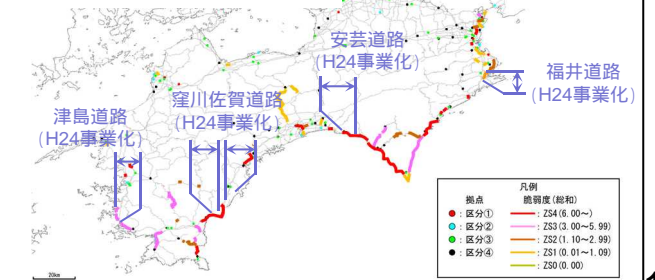 安芸道路
(H24事業化)
福井道路
(H24事業化)
窪川佐賀道路
(H24事業化)
津島道路
(H24事業化)
凡例
拠点 脆弱度(総和)
●：区分① ：ZS4(6.00～)
●：区分② ：ZS3(3.00～5.99)
●：区分③ ：ZS2(1.10～2.99)
●：区分④ ：ZS1(0.01～1.09)
：ZS0(0.00)
20km